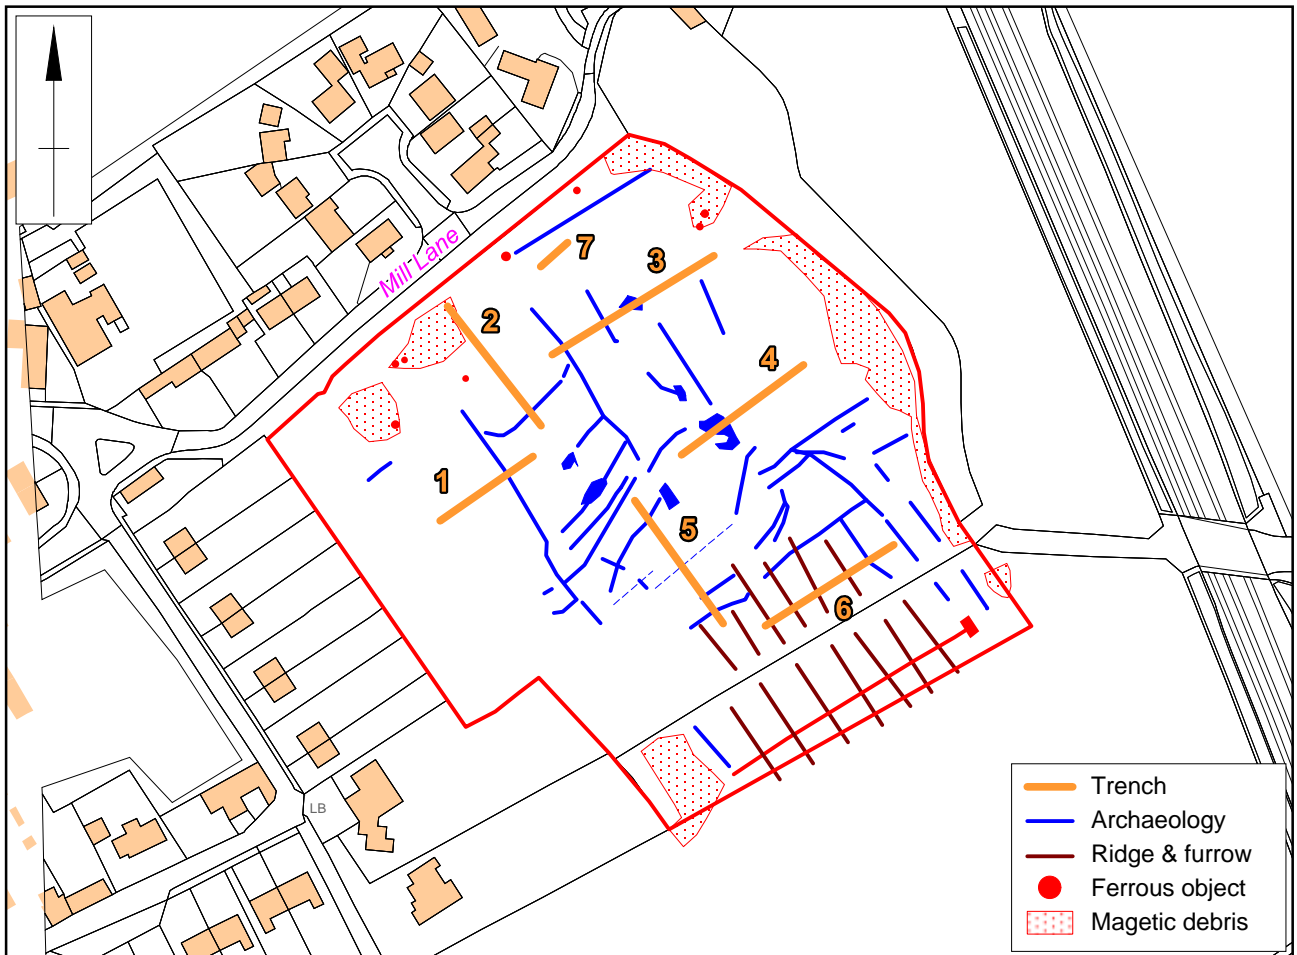 Mill Lane
7
3
2
4
1
5
6
LB
Trench
Archaeology
Ridge & furrow
Ferrous object
Magetic debris